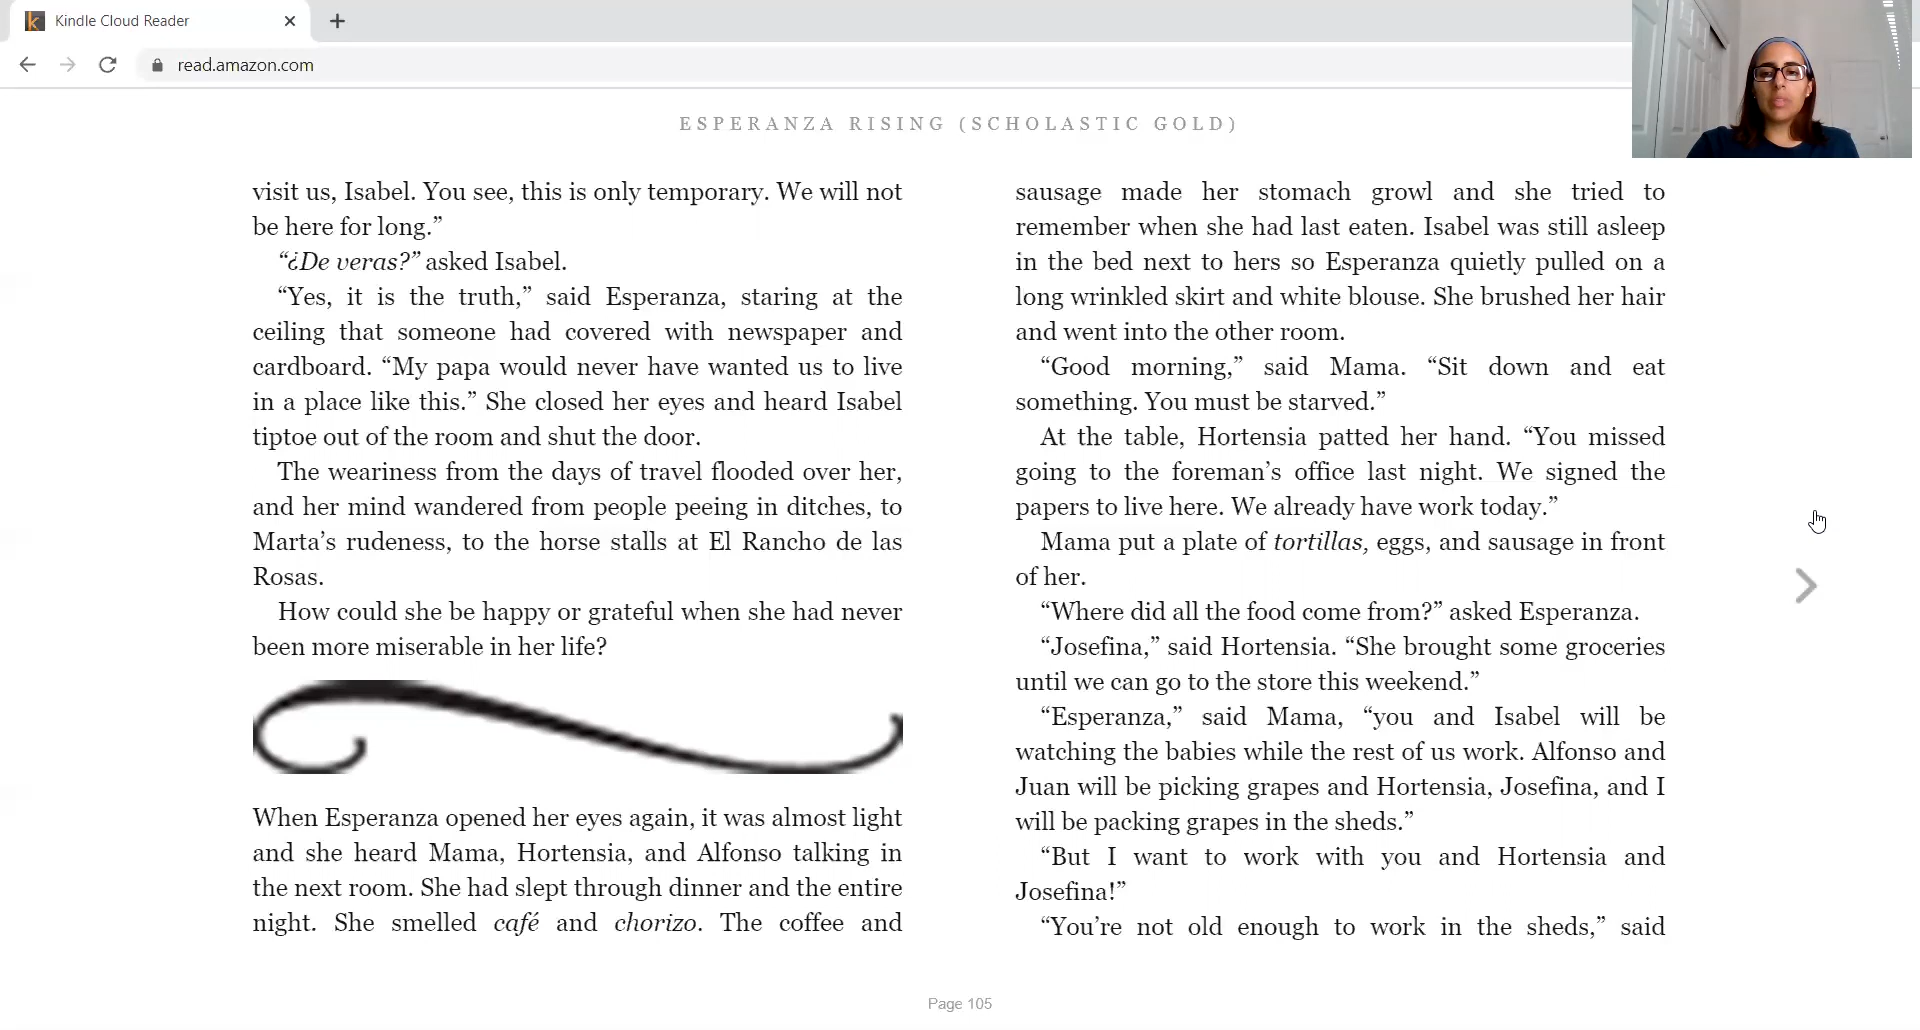 Kindle Cloud Reader
read.amazon.com
ESPERANZA RISING (SCHOLASTIC GOLD)
visit us, Isabel. You see, this is only temporary. We will not
be here for long.”
“¿De veras?” asked Isabel.
“Yes, it is the truth,” said Esperanza, staring at the
ceiling that someone had covered with newspaper and
cardboard. “My papa would never have wanted us to live
in a place like this.” She closed her eyes and heard Isabel
tiptoe out of the room and shut the door.
The weariness from the days of travel flooded over her,
and her mind wandered from people peeing in ditches, to
Marta’s rudeness, to the horse stalls at El Rancho de las
Rosas.
How could she be happy or grateful when she had never
been more miserable in her life?
When Esperanza opened her eyes again, it was almost light
and she heard Mama, Hortensia, and Alfonso talking in
the next room. She had slept through dinner and the entire
night. She smelled café and chorizo. The coffee and
sausage made her stomach growl and she tried to
remember when she had last eaten. Isabel was still asleep
in the bed next to hers so Esperanza quietly pulled on a
long wrinkled skirt and white blouse. She brushed her hair
and went into the other room.
“Good morning,” said Mama. “Sit down and eat
something. You must be starved.”
At the table, Hortensia patted her hand. “You missed
going to the foreman’s office last night. We signed the
papers to live here. We already have work today.”
Mama put a plate of tortillas, eggs, and sausage in front
of her.
“Where did all the food come from?” asked Esperanza.
“Josefina,” said Hortensia. “She brought some groceries
until we can go to the store this weekend.”
“Esperanza,” said Mama, “you and Isabel will be
watching the babies while the rest of us work. Alfonso and
Juan will be picking grapes and Hortensia, Josefina, and I
will be packing grapes in the sheds.”
“But I want to work with you and Hortensia and
Josefina!”
“You’re not old enough to work in the sheds,” said
Page 105